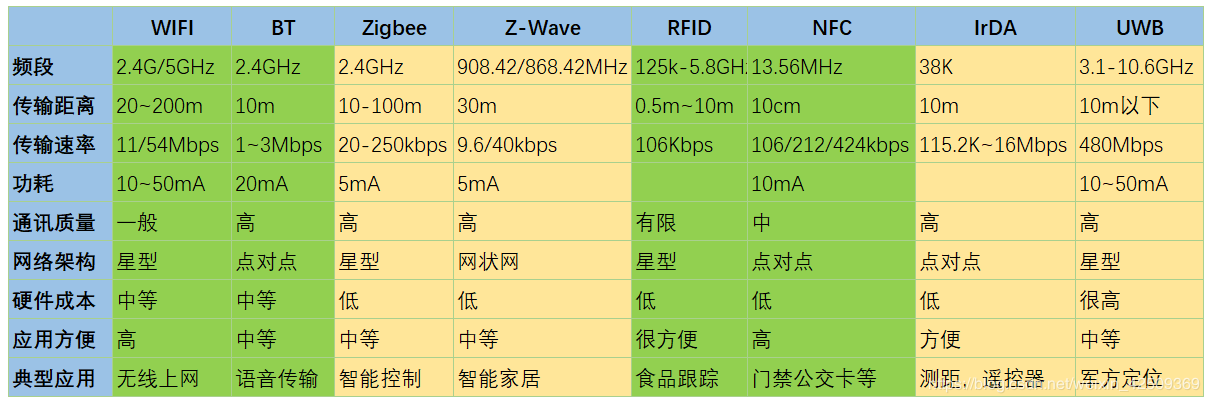 WIFI BT Zigbee Z-Wave RFID NFC IrDA UWB
频段 2.4G/5GHz 2.4GHz 2.4GHz 908.42/868.42MHz 125k-5.8GH 13.56MHz 38K 3.1-10.6GHz
传输距离 20~200m 10m 10-100m 30m 0.5m~10m 10cm 10m 10m以下
传输速率 11/54Mbps 1~3Mbps 20-250kbps 9.6/40kbps 106Kbps 106/212/424kbps 115.2K~16Mbps 480Mbps
功耗 10~50mA 20mA 5mA 5mA 10mA 10~50mA
通讯质量 一般 高 高 高 有限 中 高 高
网络架构 星型 点对点 星型 网状网 星型 点对点 点对点 星型
硬件成本 中等 中等 低 低 低 低 低 很高
应用方便 高 中等 中等 中等 很方便 高 方便 中等
典型应用 无线上网 语音传输 智能控制 智能家居 食品跟踪 门禁公交卡等 测距，遥控器 军方定位